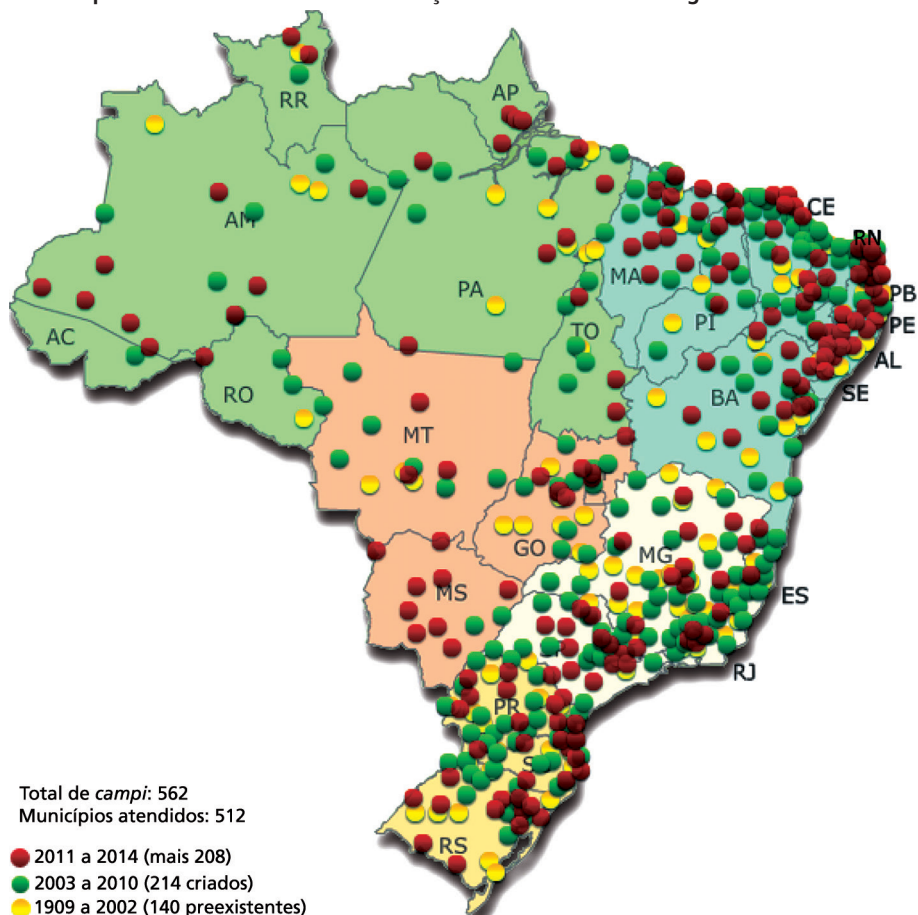 RR
AP
AM
PA
MA
CE
RN
PB
PE
AL
SE
PI
TO
AC
RO
BA
MT
GO
MG
ES
MS
RJ
PR
RS
Total de campi: 562
Municípios atendidos: 512
2011 a 2014 (mais 208)
2003 a 2010 (214 criados)
1909 a 2002 (140 preexistentes)